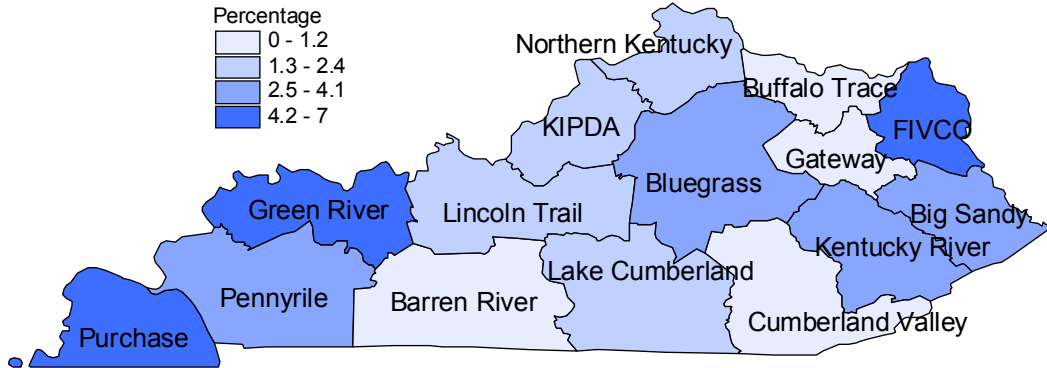 Percentage
0 - 1.2
1.3 - 2.4
2.5 - 4.1
4.2 - 7
Northern Kentucky
Buffalo Trace
KIPDA
FIVCO
Gateway
Bluegrass
Green River
Lincoln Trail
Big Sandy
Kentucky River
Lake Cumberland
Pennyrile
Barren River
Cumberland Valley
Purchase